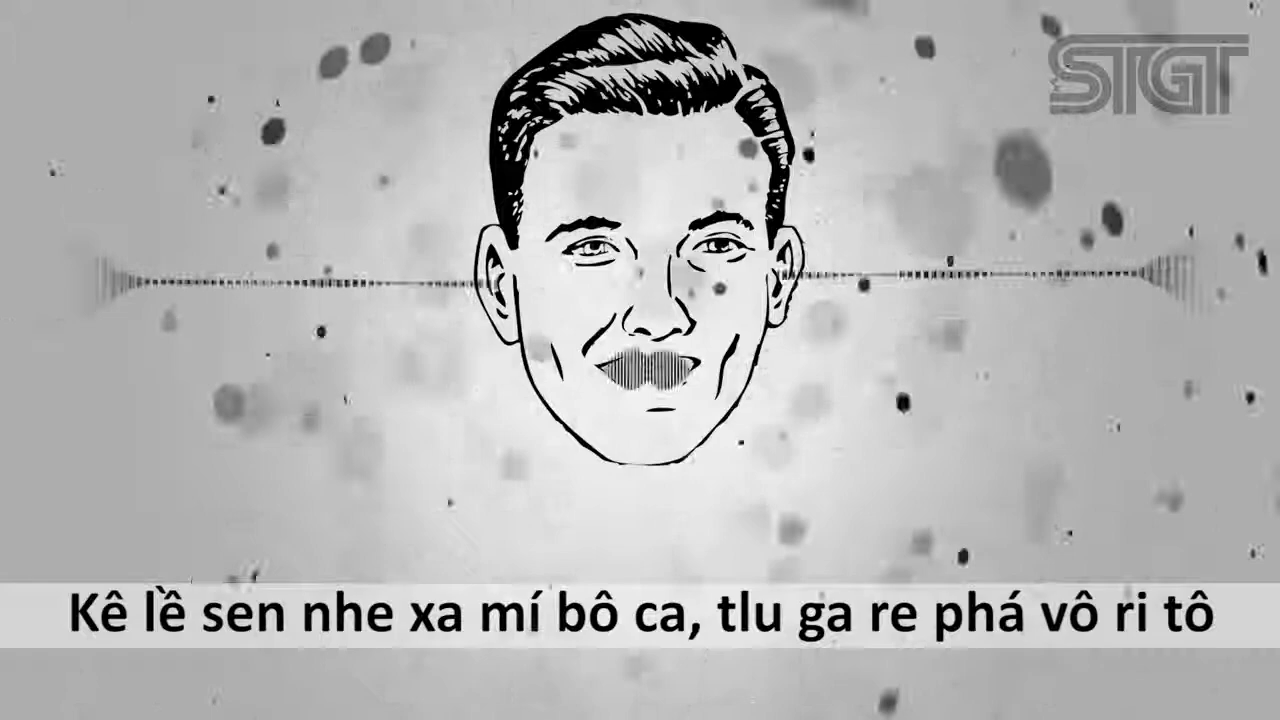 STGT
Kê lề sen nhe xa mí bô ca, tlu ga re phá vô ri tô